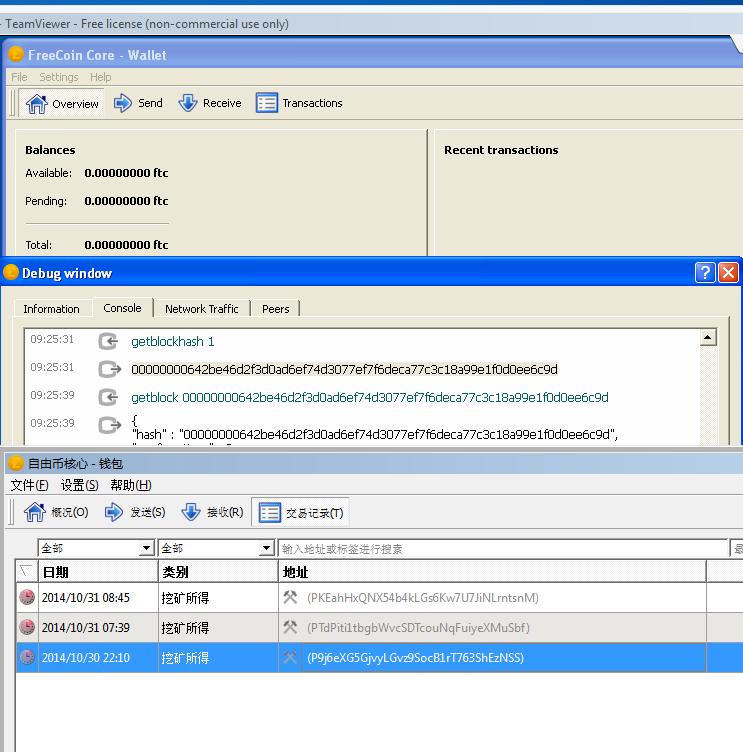 - TeamViewer - Free license (non-commercial use only)
FreeCoin Core - Wallet
File Settings Help
Overview Send Receive Transactions
Balances
Recent transactions
Available: 0.00000000 ftc
Pending: 0.00000000 ftc
Total: 0.00000000 ftc
Debug window
Information Console Network Traffic Peers
09:25:31 getblockhash 1
09:25:31 00000000642be46d2f3d0ad6ef74d3077ef7f6deca77c3c18a99e1f0d0ee6c9d
09:25:39 getblock 00000000642be46d2f3d0ad6ef74d3077ef7f6deca77c3c18a99e1f0d0ee6c9d
09:25:39 {
"hash" : "00000000642be46d2f3d0ad6ef74d3077ef7f6deca77c3c18a99e1f0d0ee6c9d",
自由币核心 - 钱包
文件(F) 设置(S) 帮助(H)
概况(O) 发送(S) 接收(R) 交易记录(T)
全部 全部 输入地址或标签进行搜索
日期 类别 地址
2014/10/31 08:45 挖矿所得 (PKEahHxQNX54b4kLGs6Kw7U7JiNLrntsnM)
2014/10/31 07:39 挖矿所得 (PTdPiti1tbgbWvcSDTcouNqFuiyeXMuSbf)
2014/10/30 22:10 挖矿所得 (P9j6eXG5GjvyLGvz9SocB1rT763ShEzNSS)